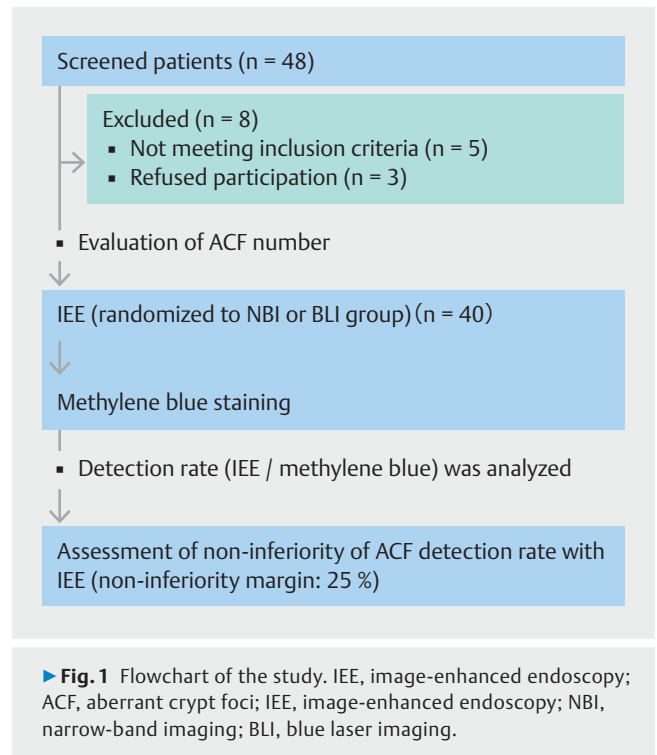 Screened patients (n = 48)
Excluded (n = 8)
▪ Not meeting inclusion criteria (n = 5)
▪ Refused participation (n = 3)
▪ Evaluation of ACF number
IEE (randomized to NBI or BLI group) (n = 40)
Methylene blue staining
▪ Detection rate (IEE / methylene blue) was analyzed
Assessment of non-inferiority of ACF detection rate with
IEE (non-inferiority margin: 25 %)
▶ Fig. 1 Flowchart of the study. IEE, image-enhanced endoscopy;
ACF, aberrant crypt foci; IEE, image-enhanced endoscopy; NBI,
narrow-band imaging; BLI, blue laser imaging.